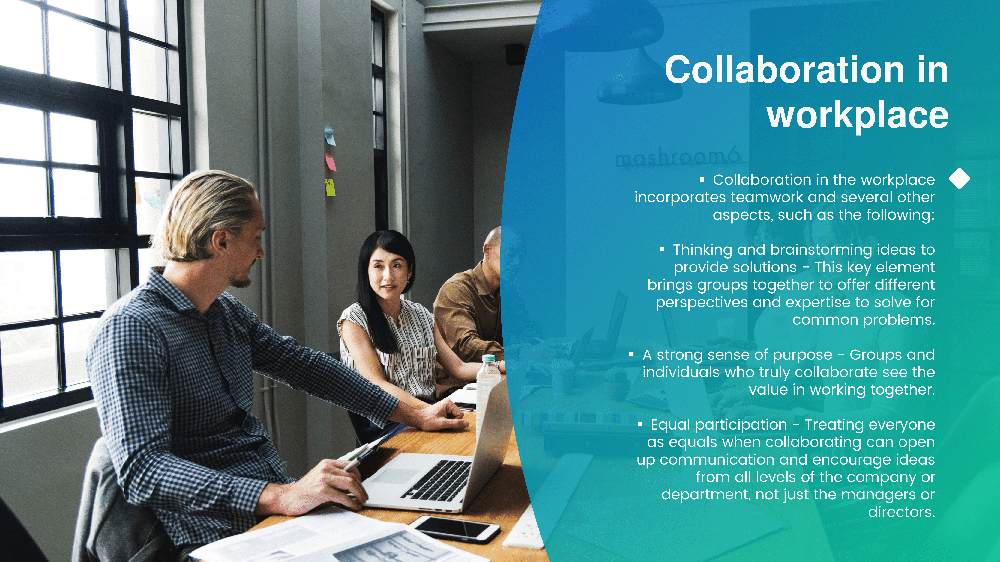 Collaboration in
workplace
mashroom6
▪ Collaboration in the workplace
incorporates teamwork and several other
aspects, such as the following:
▪ Thinking and brainstorming ideas to
provide solutions – This key element
brings groups together to offer different
perspectives and expertise to solve for
common problems.
▪ A strong sense of purpose – Groups and
individuals who truly collaborate see the
value in working together.
▪ Equal participation – Treating everyone
as equals when collaborating can open
up communication and encourage ideas
from all levels of the company or
department, not just the managers or
directors.